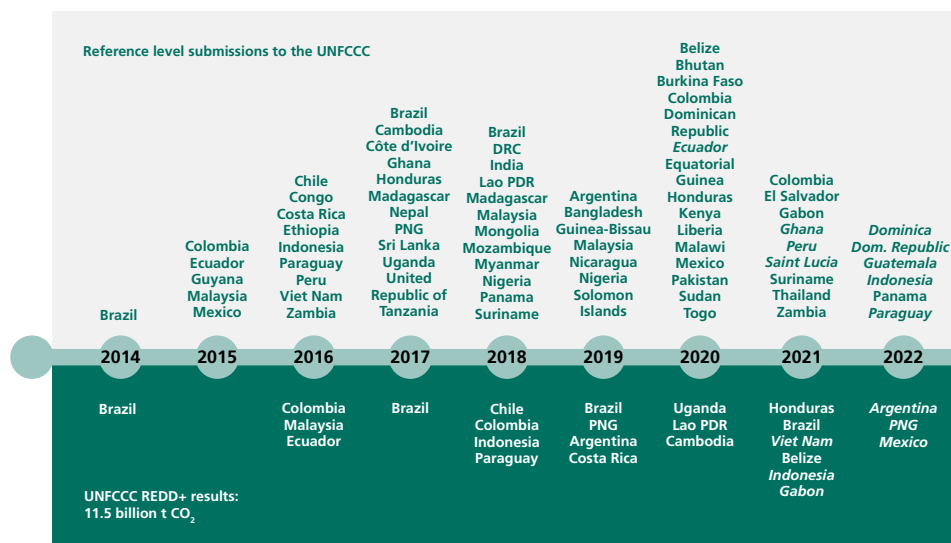 Reference level submissions to the UNFCCC
Brazil
Colombia
Ecuador
Guyana
Malaysia
Mexico
Chile
Congo
Costa Rica
Ethiopia
Indonesia
Paraguay
Peru
Viet Nam
Zambia
Brazil
Cambodia
Côte d’Ivoire
Ghana
Honduras
Madagascar
Nepal
PNG
Sri Lanka
Uganda
United
Republic of
Tanzania
Brazil
DRC
India
Lao PDR
Madagascar
Malaysia
Mongolia
Mozambique
Myanmar
Nigeria
Panama
Suriname
Argentina
Bangladesh
Guinea-Bissau
Malaysia
Nicaragua
Nigeria
Solomon
Islands
Belize
Bhutan
Burkina Faso
Colombia
Dominican
Republic
Ecuador
Equatorial
Guinea
Honduras
Kenya
Liberia
Malawi
Mexico
Pakistan
Sudan
Togo
Colombia
El Salvador
Gabon
Ghana
Peru
Saint Lucia
Suriname
Thailand
Zambia
Dominica
Dom. Republic
Guatemala
Indonesia
Panama
Paraguay
2014 2015 2016 2017 2018 2019 2020 2021 2022
Brazil
Colombia
Malaysia
Ecuador
Brazil
Chile
Colombia
Indonesia
Paraguay
Brazil
PNG
Argentina
Costa Rica
Uganda
Lao PDR
Cambodia
Honduras
Brazil
Viet Nam
Belize
Indonesia
Gabon
Argentina
PNG
Mexico
UNFCCC REDD+ results:
11.5 billion t CO₂